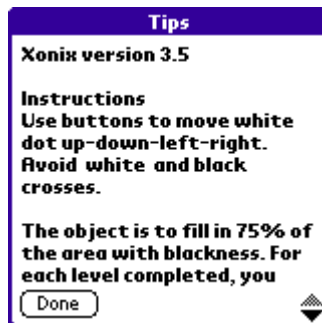 Tips
Xonix version 3.5
Instructions
Use buttons to move white
dot up-down-left-right.
Avoid white and black
crosses.
The object is to fill in 75% of
the area with blackness. For
each level completed, you
Done